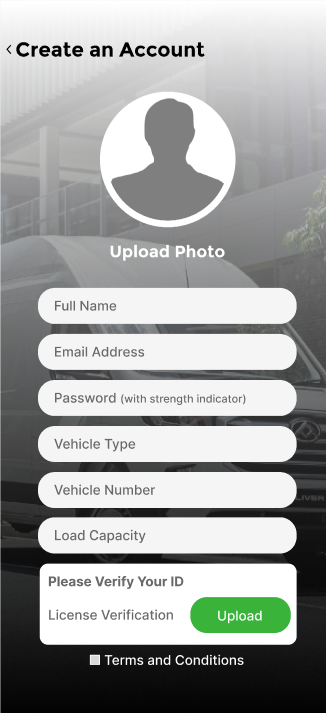 Create an Account
Upload Photo
Full Name
Email Address
Password (with strength indicator)
Vehicle Type
Vehicle Number
LIVER
Load Capacity
Please Verify Your ID
License Verification Upload
Terms and Conditions